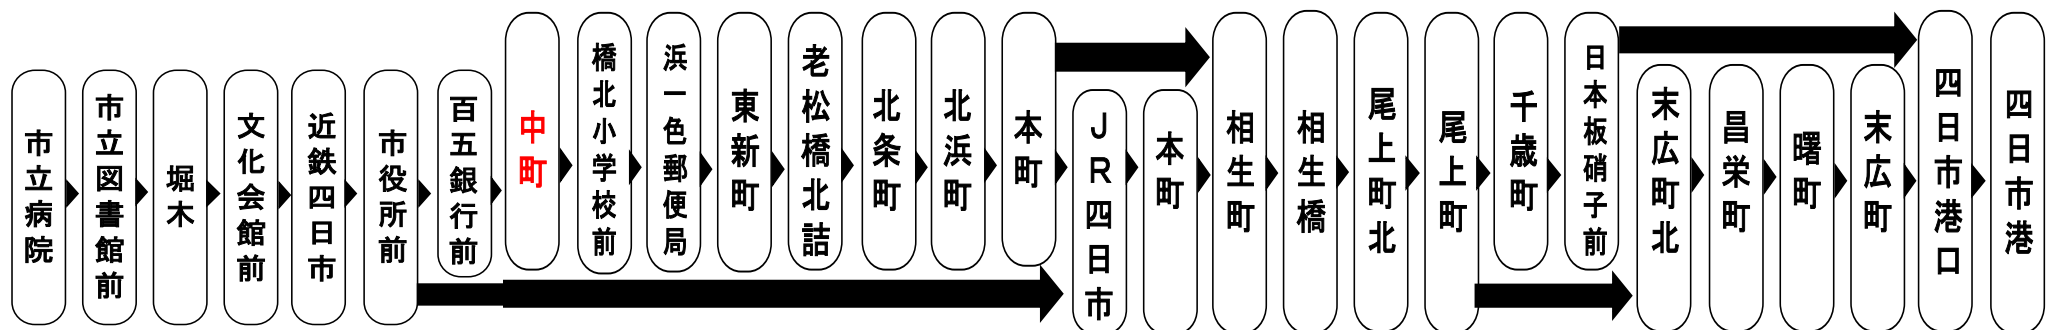 市立病院
市立図書館前
堀木
文化会館前
近鉄四日市
市役所前
百五銀行前
中町
橋北小学校前
浜一色郵便局
東新町
老松橋北詰
北条町
北浜町
本町
JR四日市
本町
相生町
相生橋
尾上町北
尾上町
千歳町
日本板硝子前
末広町北
昌栄町
曙町
末広町
四日市港口
四日市港